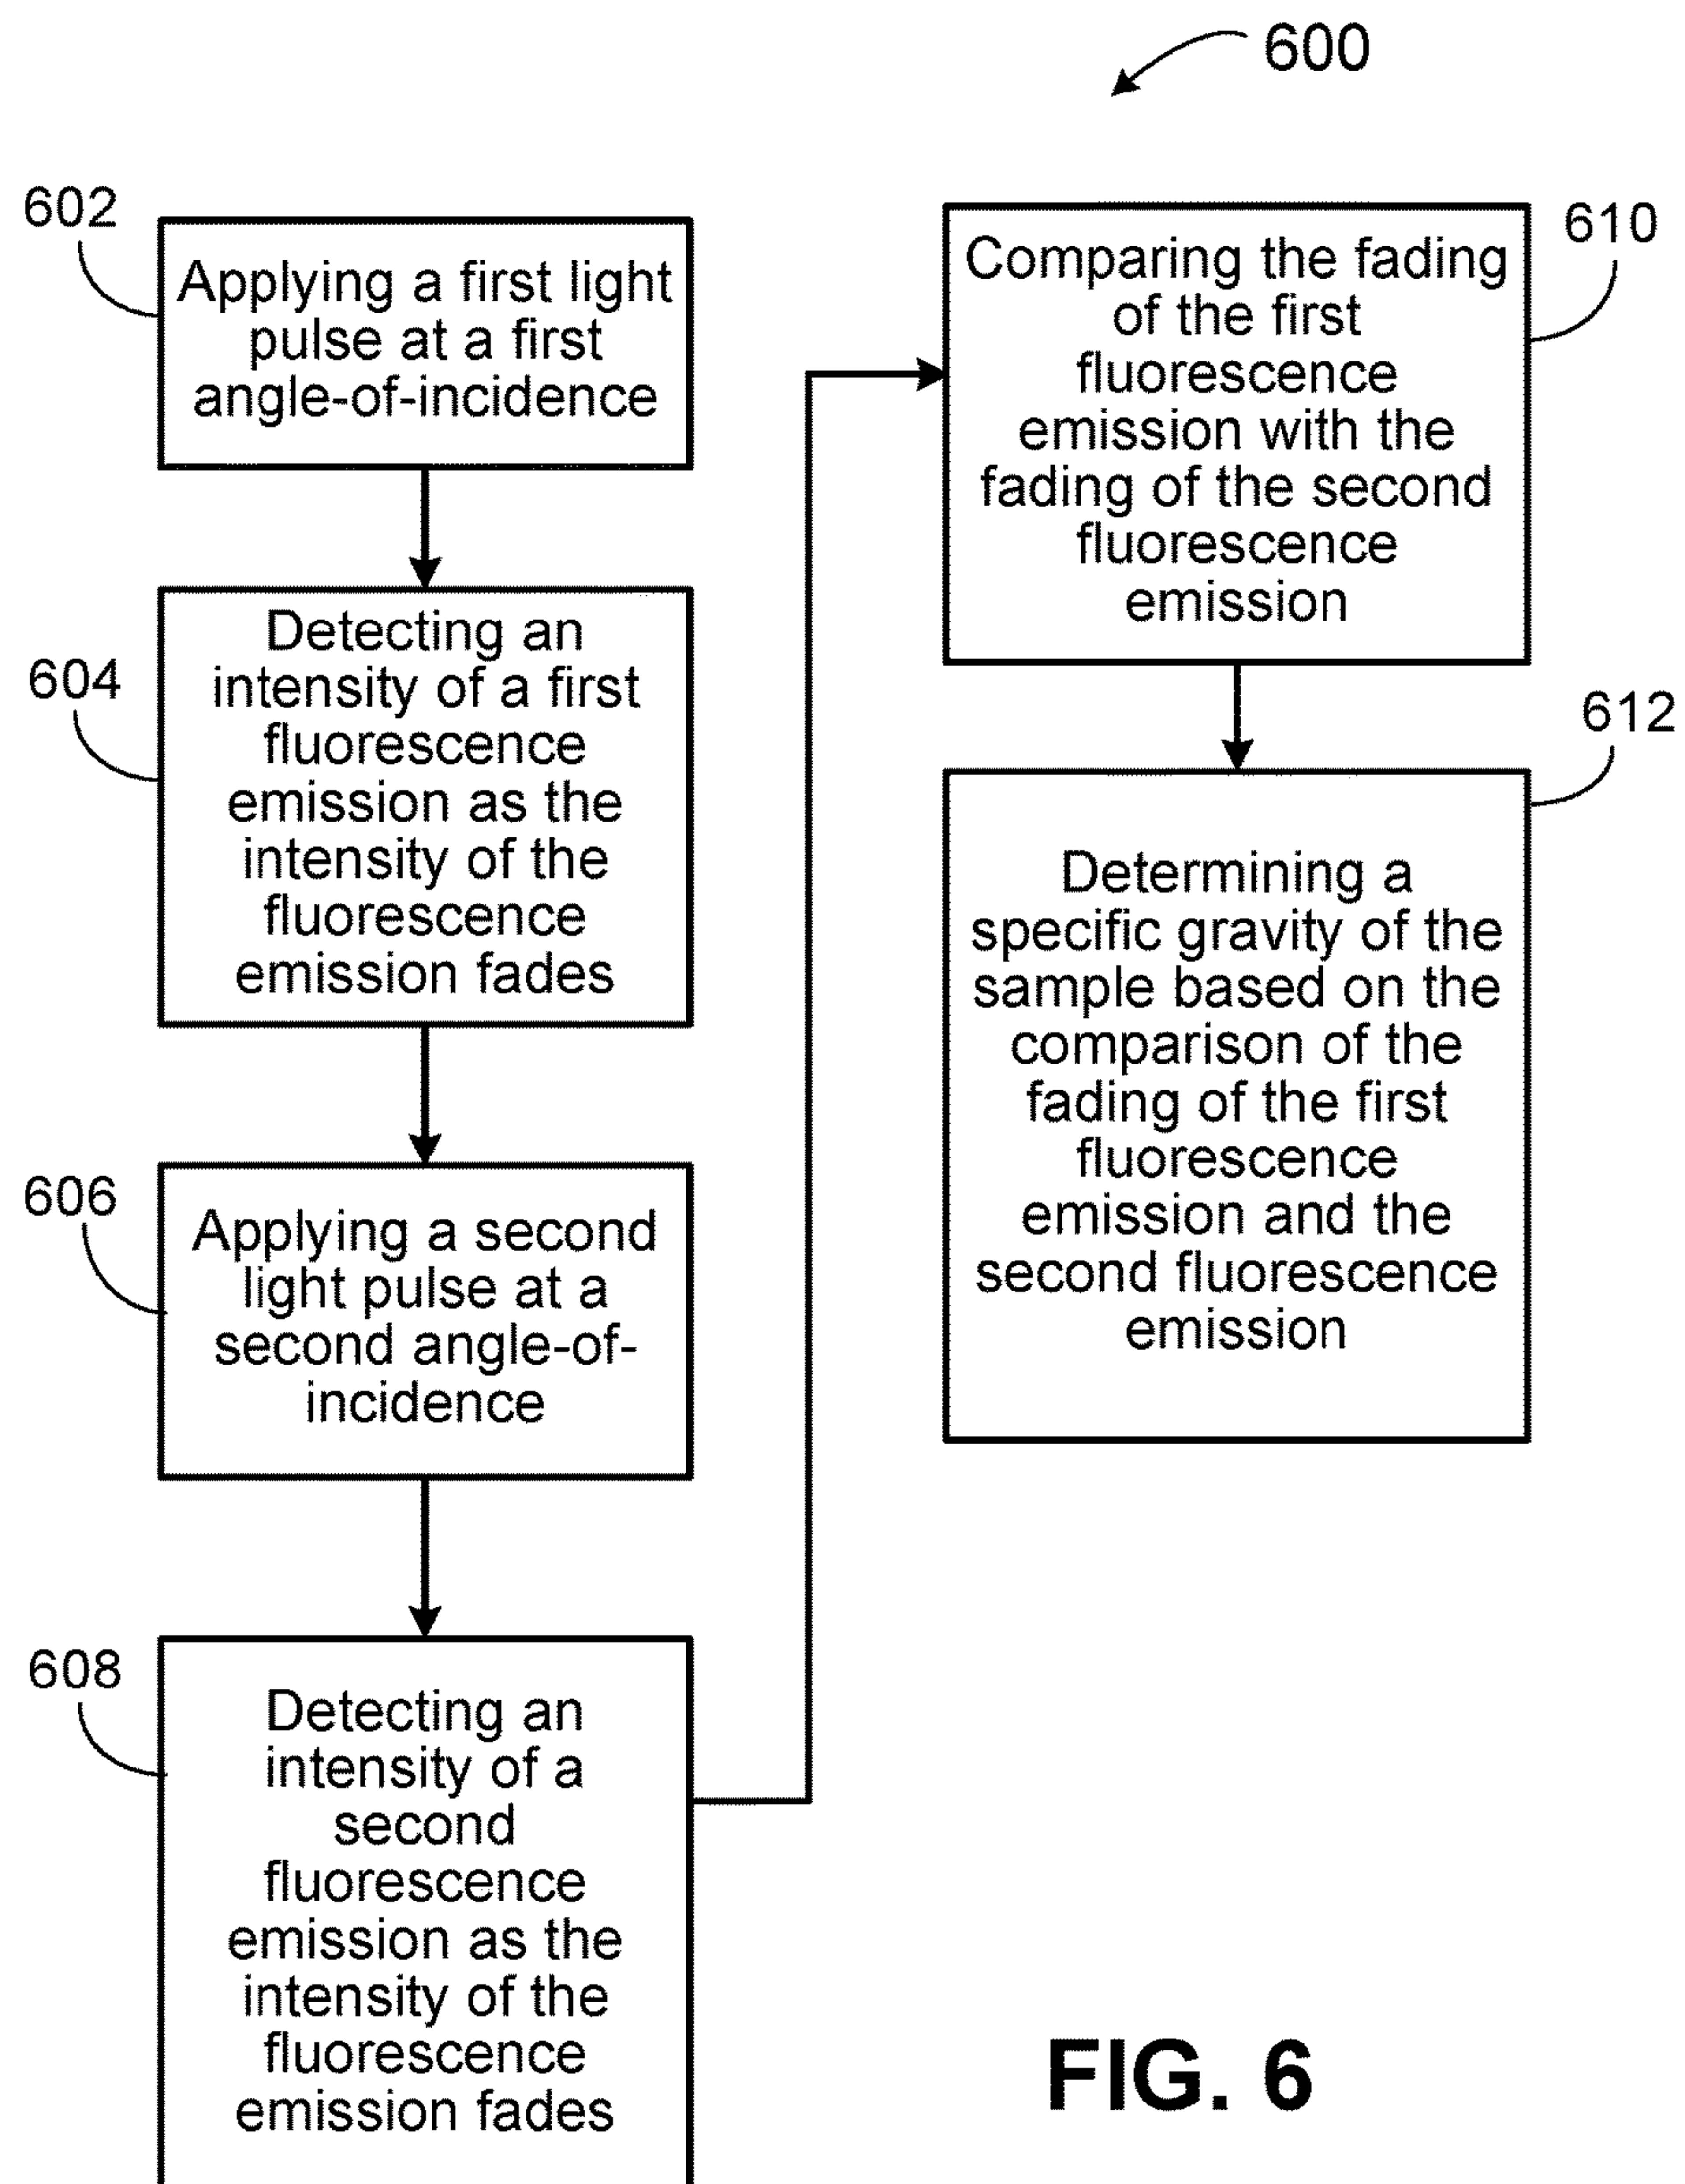 600
602
Applying a first light
pulse at a first
angle-of-incidence
604
Detecting an
intensity of a first
fluorescence
emission as the
intensity of the
fluorescence
emission fades
606
Applying a second
light pulse at a
second angle-of-
incidence
608
Detecting an
intensity of a
second
fluorescence
emission as the
intensity of the
fluorescence
emission fades
610
Comparing the fading
of the first
fluorescence
emission with the
fading of the second
fluorescence
emission
612
Determining a
specific gravity of the
sample based on the
comparison of the
fading of the first
fluorescence
emission and the
second fluorescence
emission
FIG. 6